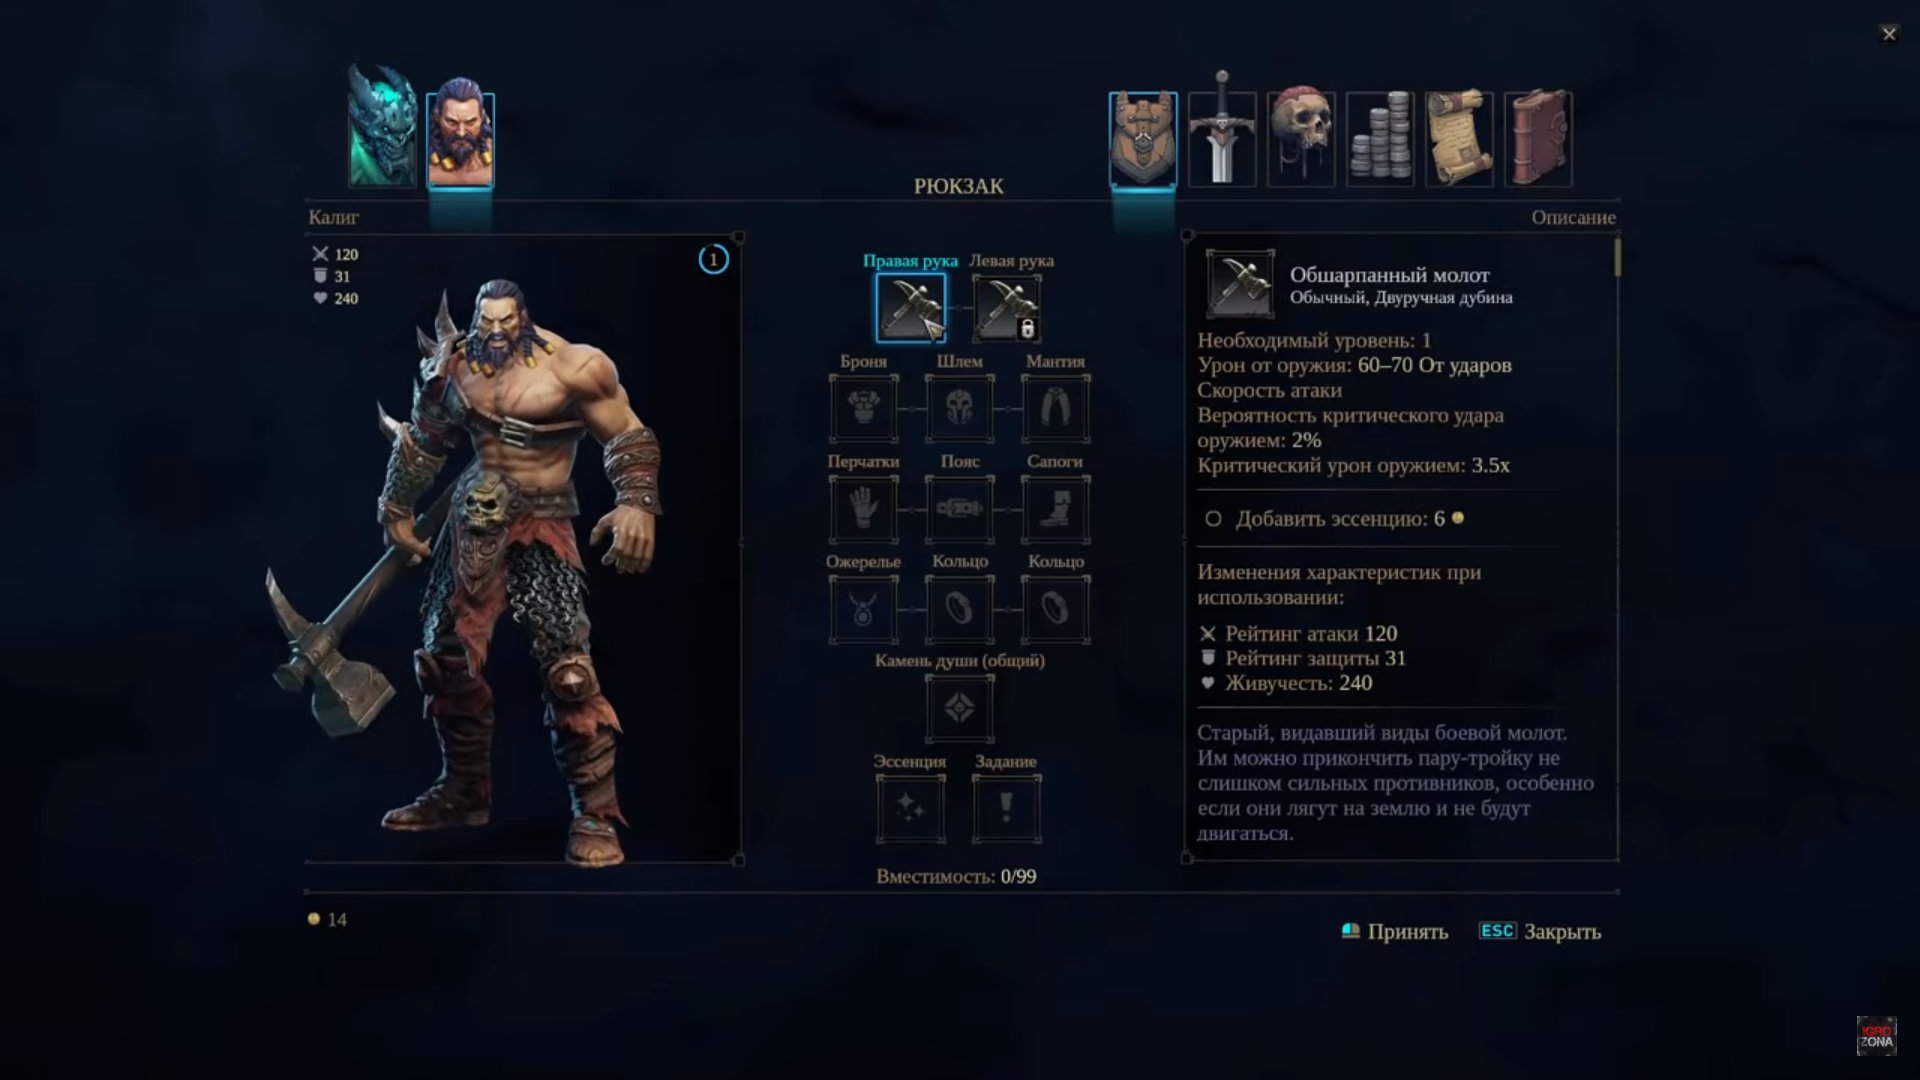 РЮКЗАК
Калиг
Описание
120
31
240
1
Правая рука
Левая рука
Броня
Шлем
Мантия
Перчатки
Пояс
Сапоги
Ожерелье
Кольцо
Кольцо
Камень души (общий)
Эссенция
Задание
Вместимость: 0/99
Обшарпанный молот
Обычный, Двуручная дубина
Необходимый уровень: 1
Урон от оружия: 60–70 От ударов
Скорость атаки
Вероятность критического удара
оружием: 2%
Критический урон оружием: 3.5x
Добавить эссенцию: 6
Изменения характеристик при
использовании:
Рейтинг атаки 120
Рейтинг защиты 31
Живучесть: 240
Старый, видавший виды боевой молот.
Им можно прикончить пару-тройку не
слишком сильных противников, особенно
если они лягут на землю и не будут
двигаться.
14
Принять
ESC Закрыть
IGRO
ZONA